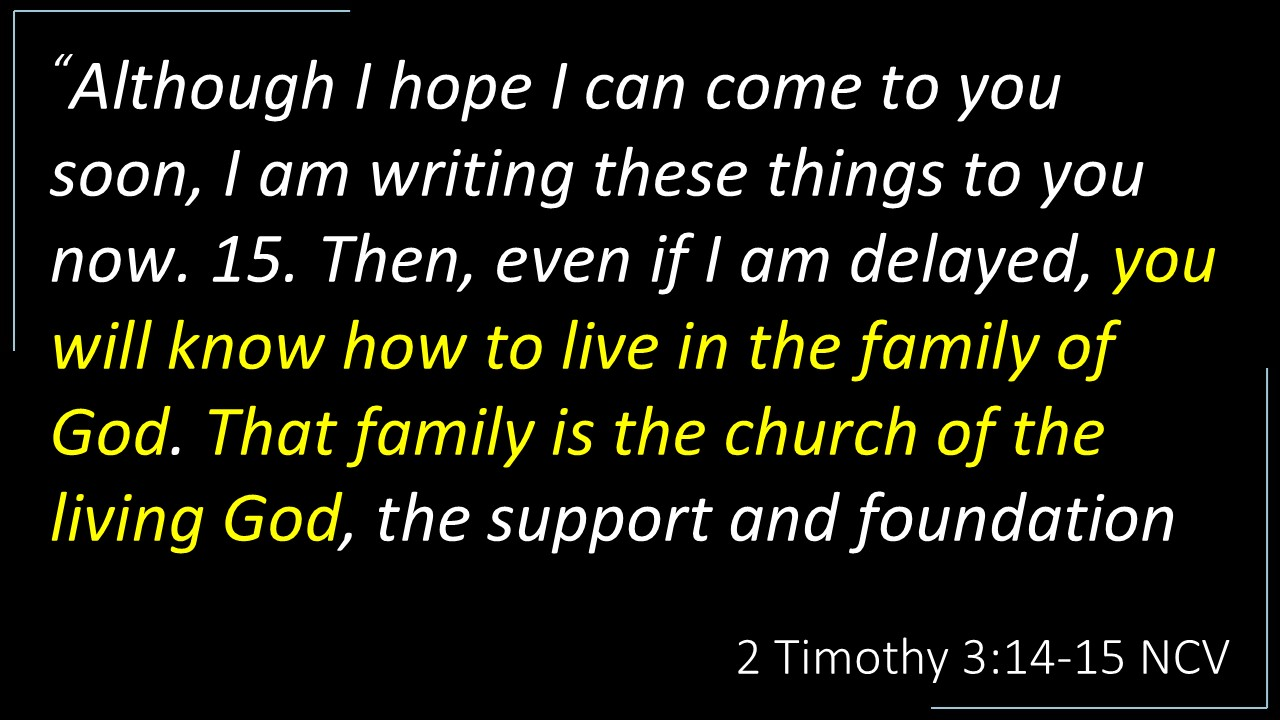 “Although I hope I can come to you
soon, I am writing these things to you
now. 15. Then, even if I am delayed, you
will know how to live in the family of
God. That family is the church of the
living God, the support and foundation
2 Timothy 3:14-15 NCV